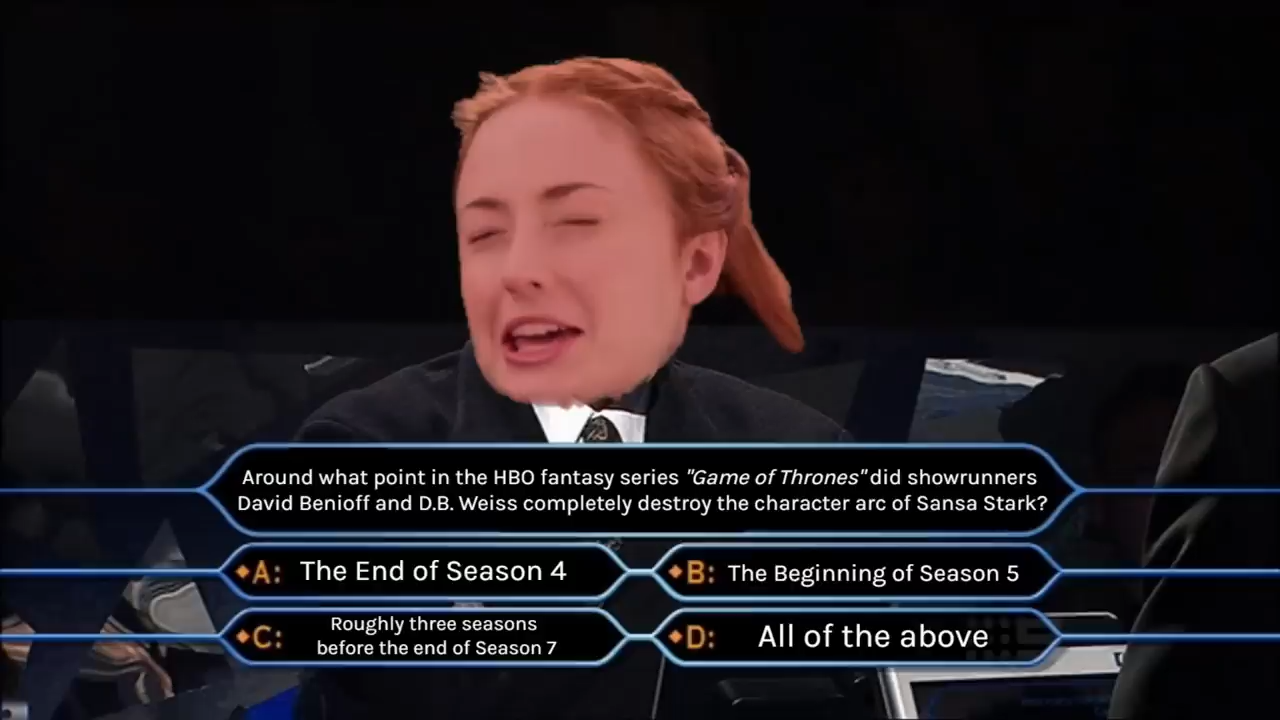 Around what point in the HBO fantasy series "Game of Thrones" did showrunners
David Benioff and D.B. Weiss completely destroy the character arc of Sansa Stark?
A: The End of Season 4
B: The Beginning of Season 5
C: Roughly three seasons
before the end of Season 7
D: All of the above